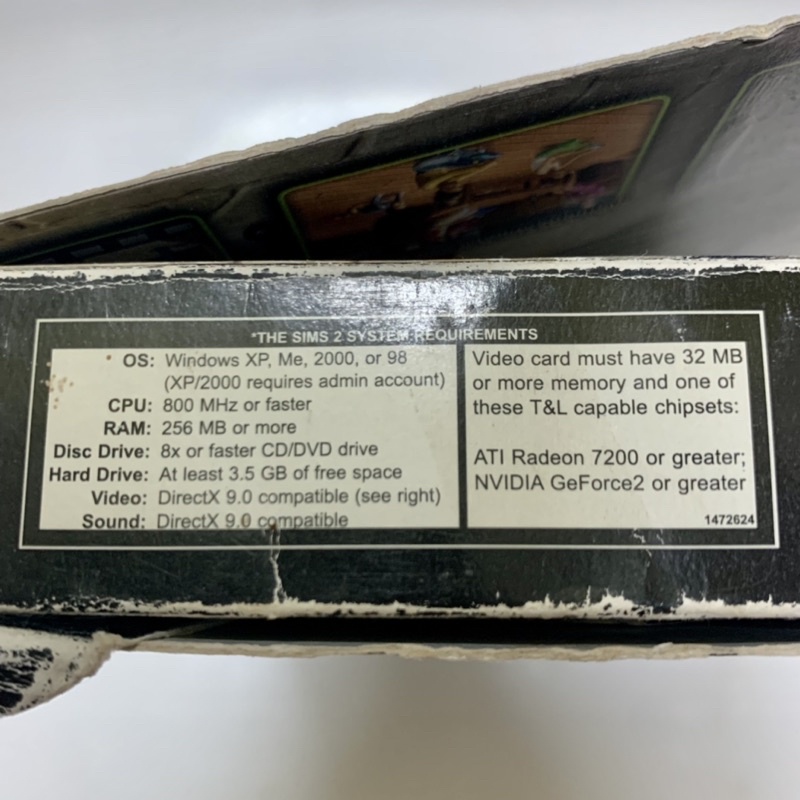 *THE SIMS 2 SYSTEM REQUIREMENTS
OS: Windows XP, Me, 2000, or 98
(XP/2000 requires admin account)
CPU: 800 MHz or faster
RAM: 256 MB or more
Disc Drive: 8x or faster CD/DVD drive
Hard Drive: At least 3.5 GB of free space
Video: DirectX 9.0 compatible (see right)
Sound: DirectX 9.0 compatible
Video card must have 32 MB
or more memory and one of
these T&L capable chipsets:
ATI Radeon 7200 or greater;
NVIDIA GeForce2 or greater
1472624